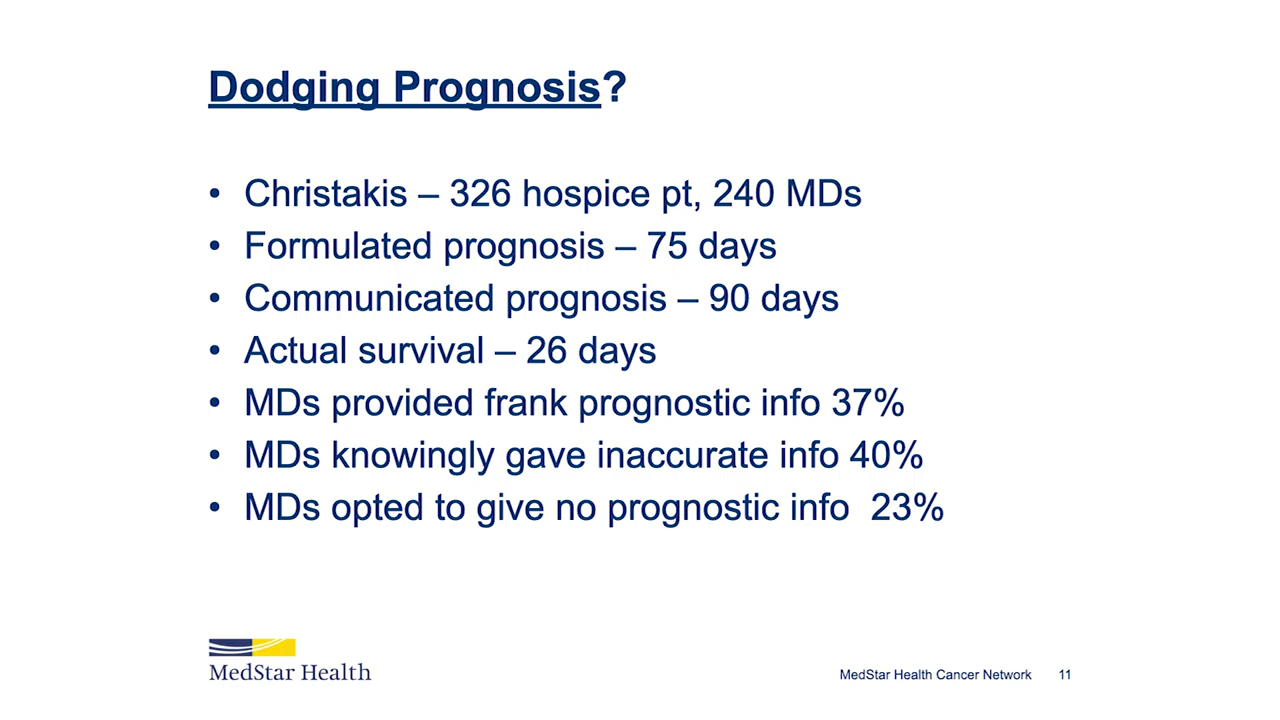 Dodging Prognosis?
• Christakis – 326 hospice pt, 240 MDs
• Formulated prognosis – 75 days
• Communicated prognosis – 90 days
• Actual survival – 26 days
• MDs provided frank prognostic info 37%
• MDs knowingly gave inaccurate info 40%
• MDs opted to give no prognostic info  23%
MedStar Health
MedStar Health Cancer Network 11